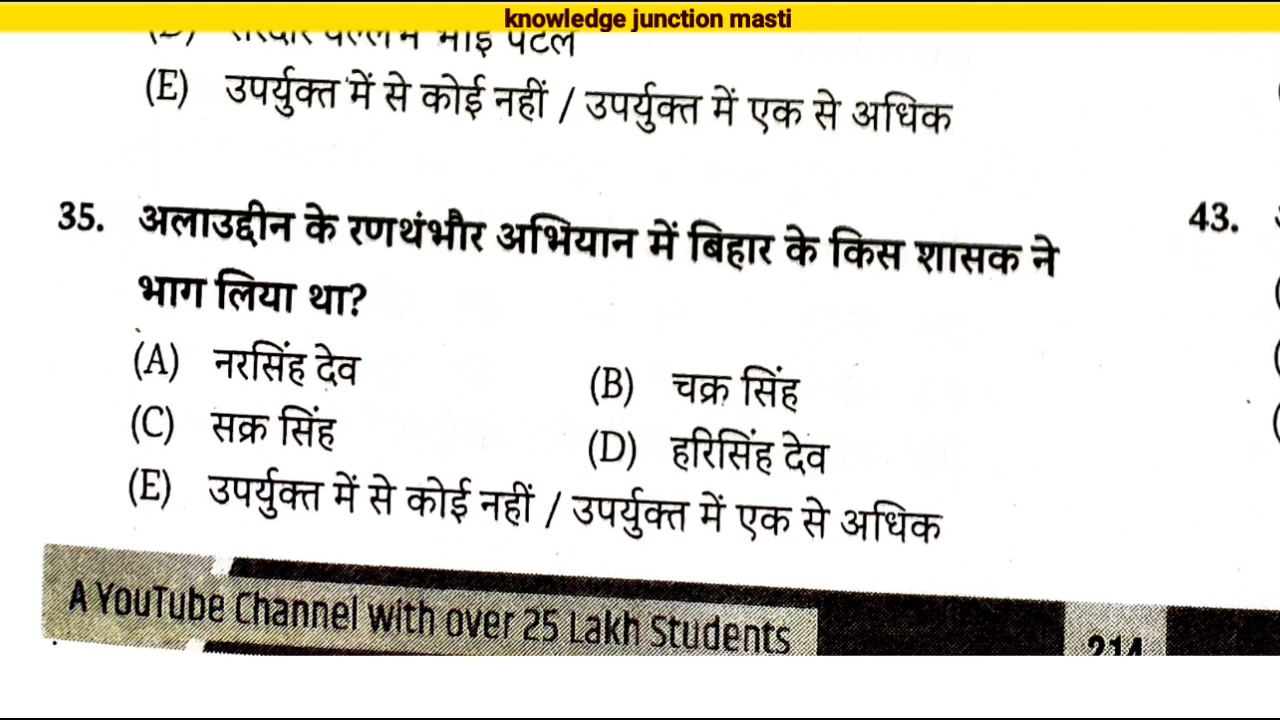 knowledge junction masti
भाई पटेल
(E) उपर्युक्त में से कोई नहीं / उपर्युक्त में एक से अधिक
35. अलाउद्दीन के रणथंभौर अभियान में बिहार के किस शासक ने
भाग लिया था?
(A) नरसिंह देव
(B) चक्र सिंह
(C) सक्र सिंह
(D) हरिसिंह देव
(E) उपर्युक्त में से कोई नहीं / उपर्युक्त में एक से अधिक
43.
A YouTube Channel with over 25 Lakh Students
214